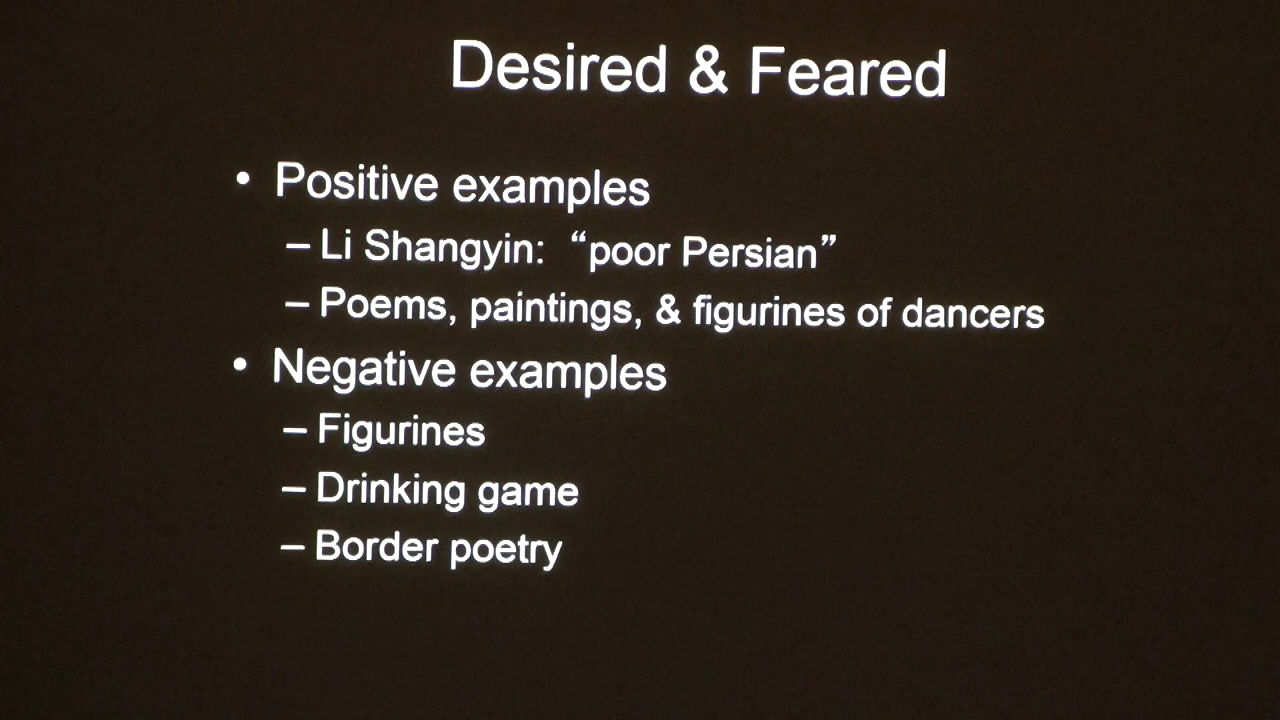 Desired & Feared
• Positive examples
– Li Shangyin: “poor Persian”
– Poems, paintings, & figurines of dancers
• Negative examples
– Figurines
– Drinking game
– Border poetry